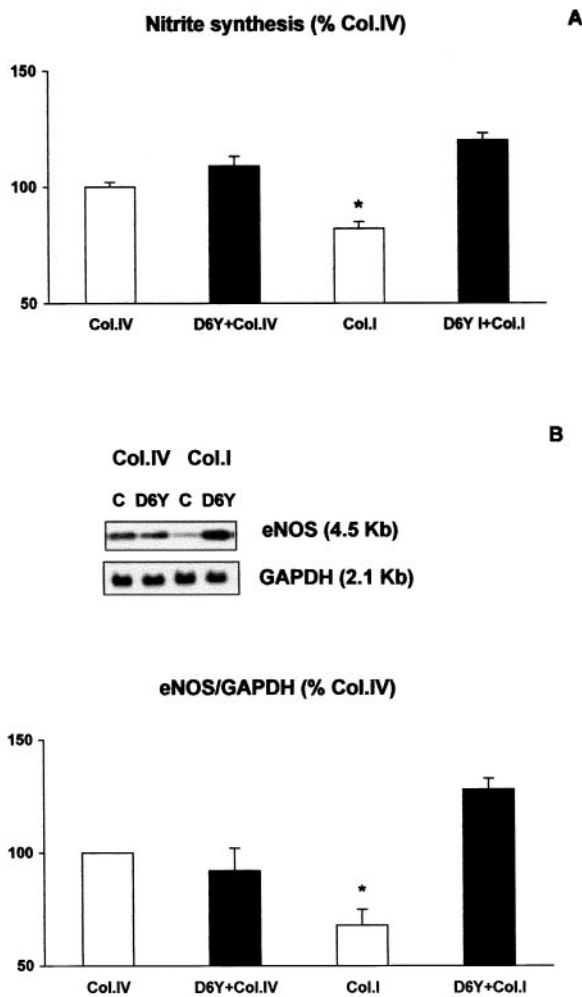 Nitrite synthesis (% Col.IV)
A
150
100
50
*
Col.IV D6Y+Col.IV Col.I D6Y I+Col.I
B
Col.IV Col.I
C D6Y C D6Y
eNOS (4.5 Kb)
GAPDH (2.1 Kb)
eNOS/GAPDH (% Col.IV)
150
100
50
*
Col.IV D6Y+Col.IV Col.I D6Y+Col.I